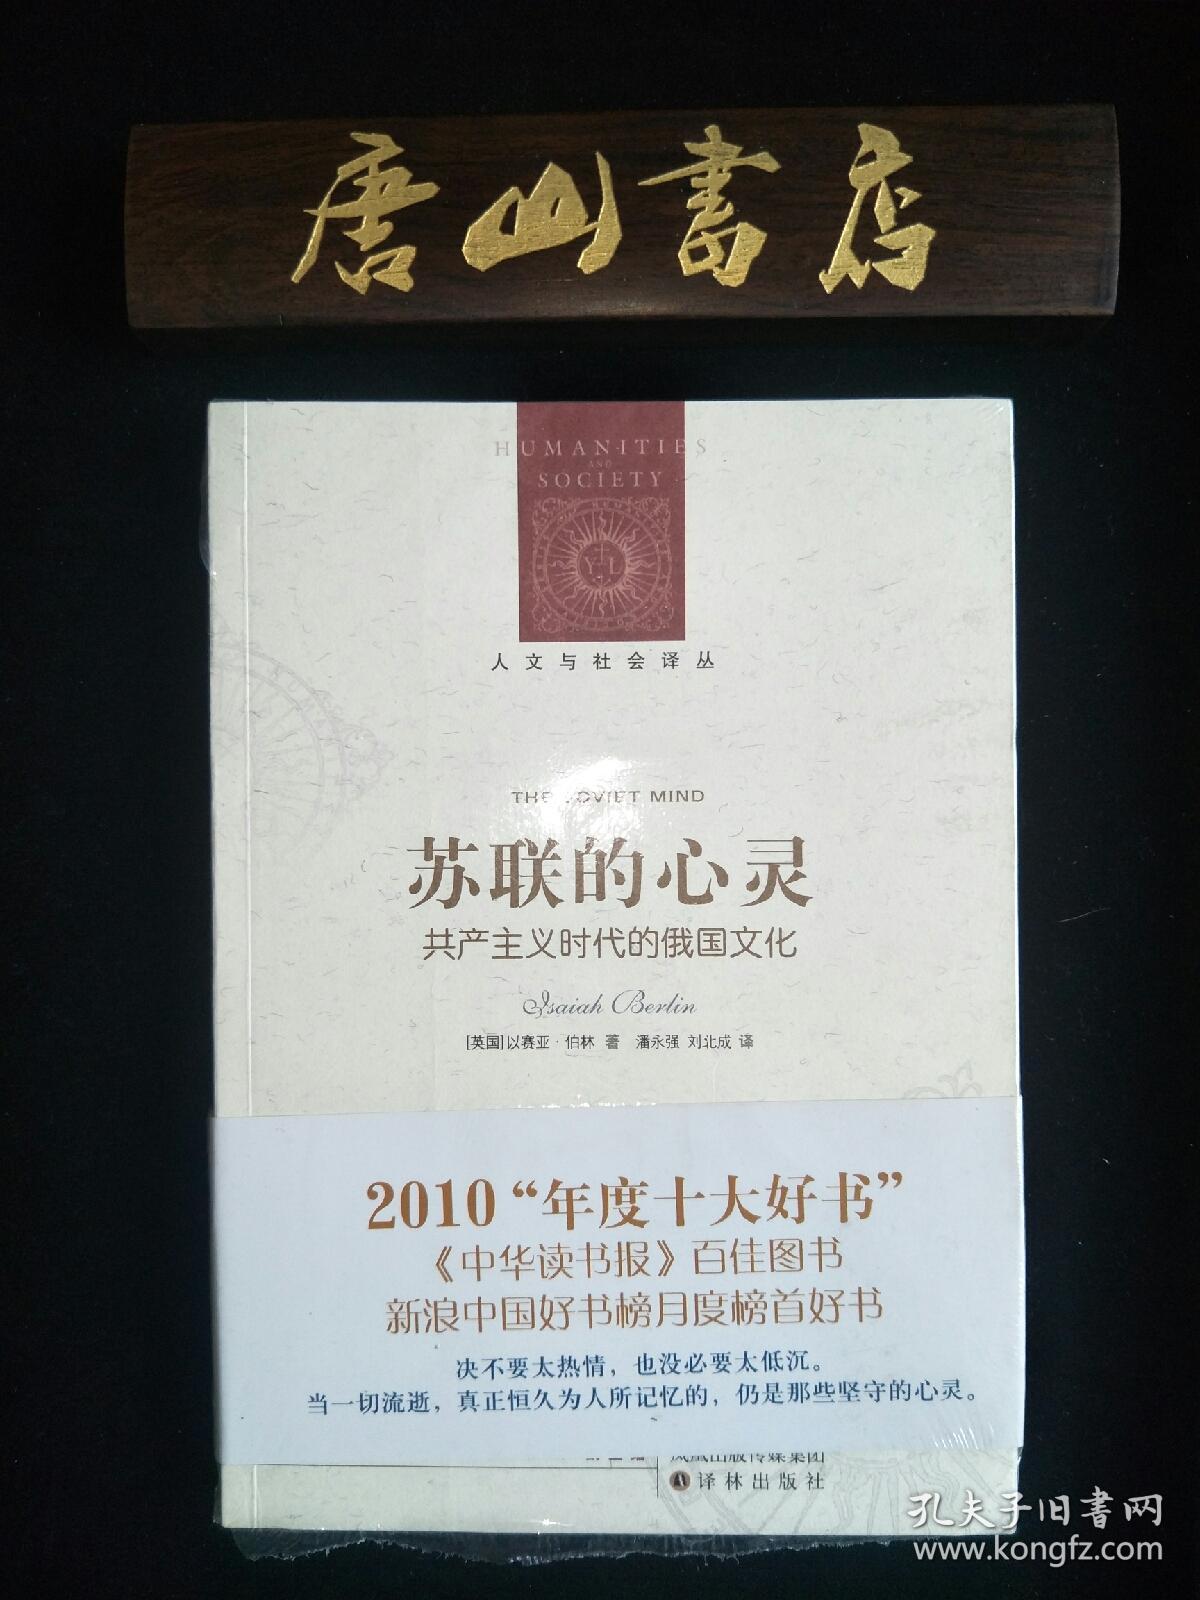 唐山書店
HUMANITIES
AND
SOCIETY
Y L
人文与社会译丛
THE SOVIET MIND
苏联的心灵
共产主义时代的俄国文化
Isaiah Berlin
[英国]以赛亚·伯林 著 潘永强 刘北成 译
2010“年度十大好书”
《中华读书报》百佳图书
新浪中国好书榜月度榜首好书
决不要太热情，也没必要太低沉。
当一切流逝，真正恒久为人所记忆的，仍是那些坚守的心灵。
凤凰出版传媒集团
译林出版社
孔夫子旧书网
www.kongfz.com